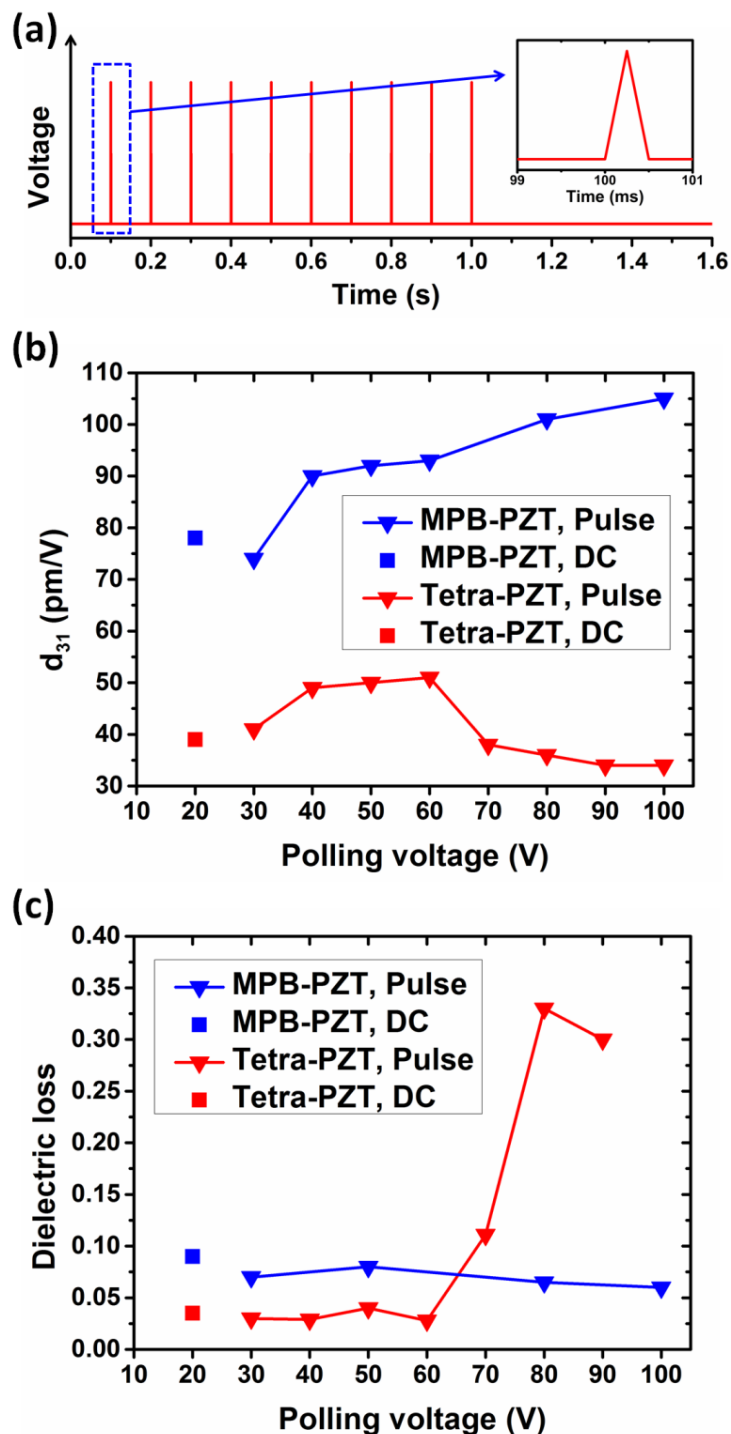 (a)
Voltage
99 100 101
Time (ms)
0.0 0.2 0.4 0.6 0.8 1.0 1.2 1.4 1.6
Time (s)
(b)
110
100
90
80
70
60
50
40
30
d31 (pm/V)
MPB-PZT, Pulse
MPB-PZT, DC
Tetra-PZT, Pulse
Tetra-PZT, DC
10 20 30 40 50 60 70 80 90 100
Polling voltage (V)
(c)
0.40
0.35
0.30
0.25
0.20
0.15
0.10
0.05
0.00
Dielectric loss
MPB-PZT, Pulse
MPB-PZT, DC
Tetra-PZT, Pulse
Tetra-PZT, DC
10 20 30 40 50 60 70 80 90 100
Polling voltage (V)